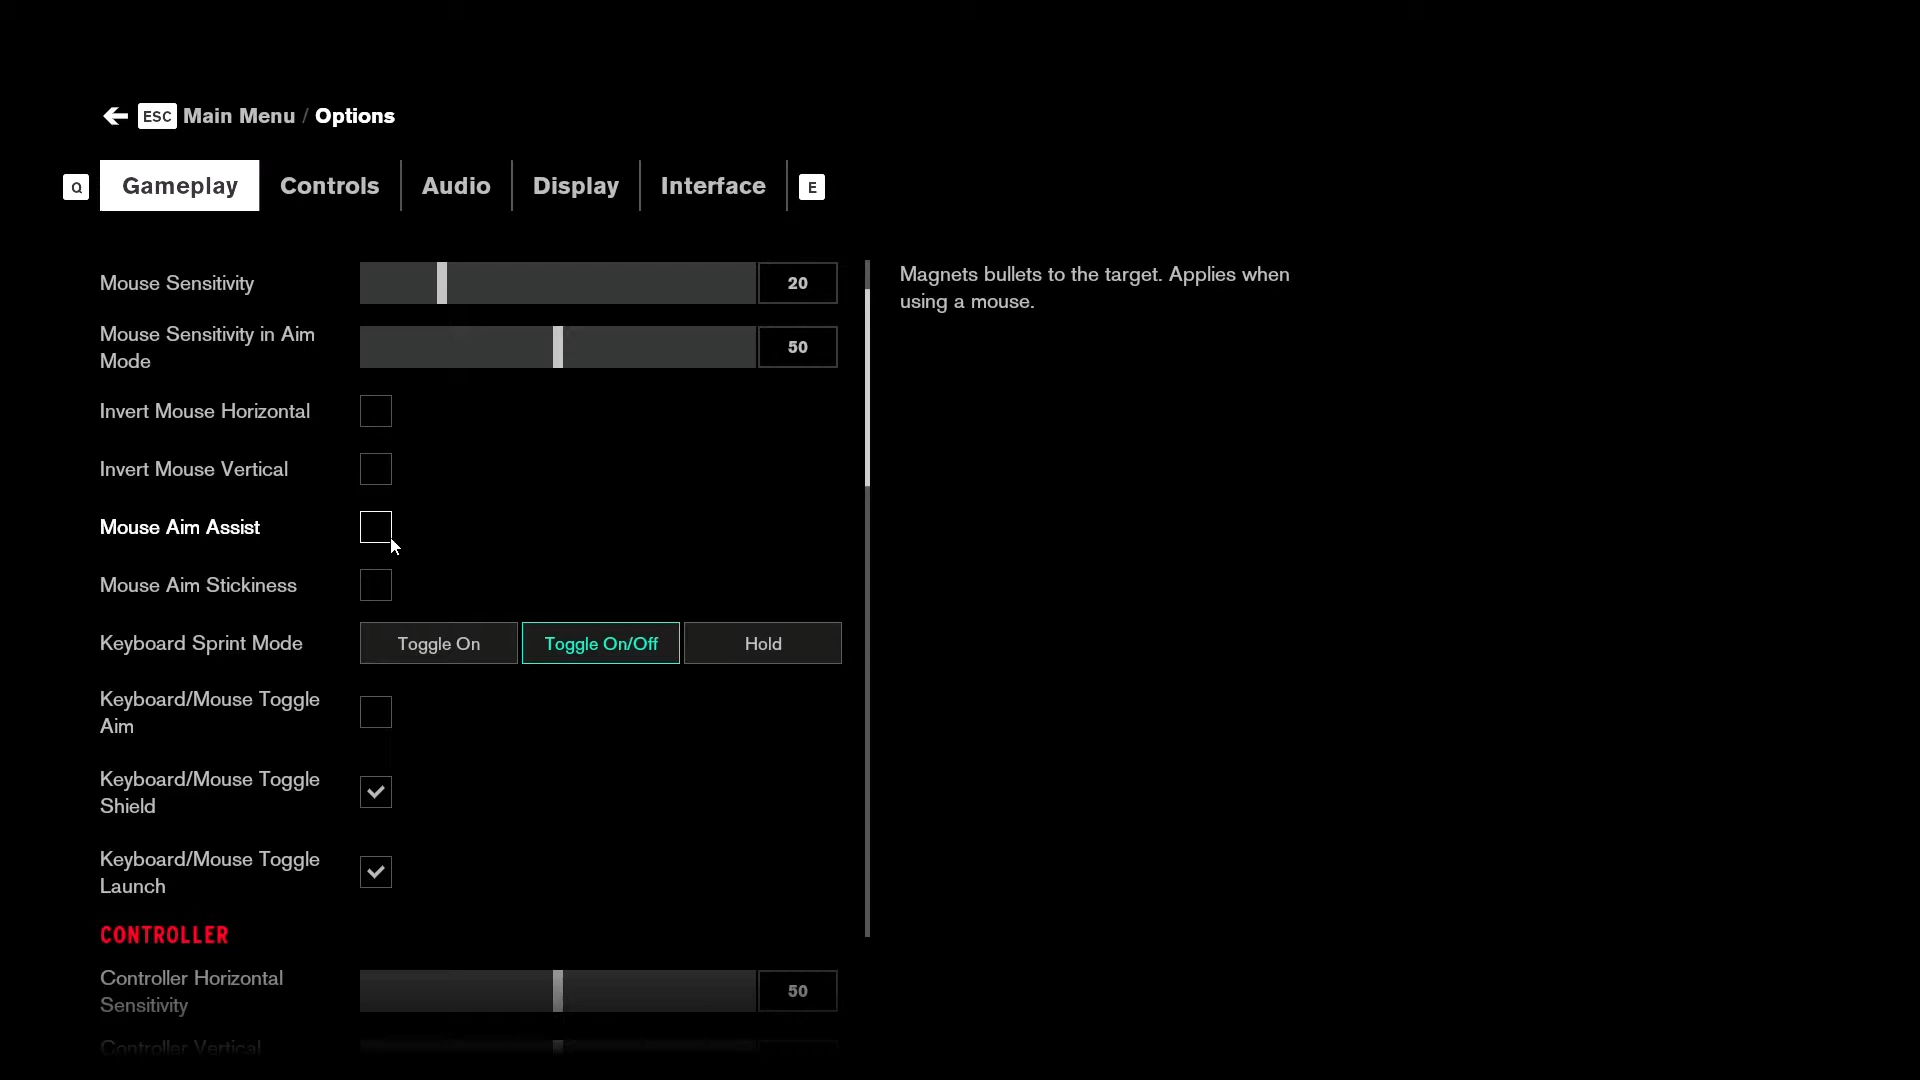 ESC Main Menu / Options
Q Gameplay Controls Audio Display Interface E
Mouse Sensitivity 20
Magnets bullets to the target. Applies when
using a mouse.
Mouse Sensitivity in Aim
Mode 50
Invert Mouse Horizontal
Invert Mouse Vertical
Mouse Aim Assist
Mouse Aim Stickiness
Keyboard Sprint Mode Toggle On Toggle On/Off Hold
Keyboard/Mouse Toggle
Aim
Keyboard/Mouse Toggle
Shield
Keyboard/Mouse Toggle
Launch
CONTROLLER
Controller Horizontal
Sensitivity 50
Controller Vertical